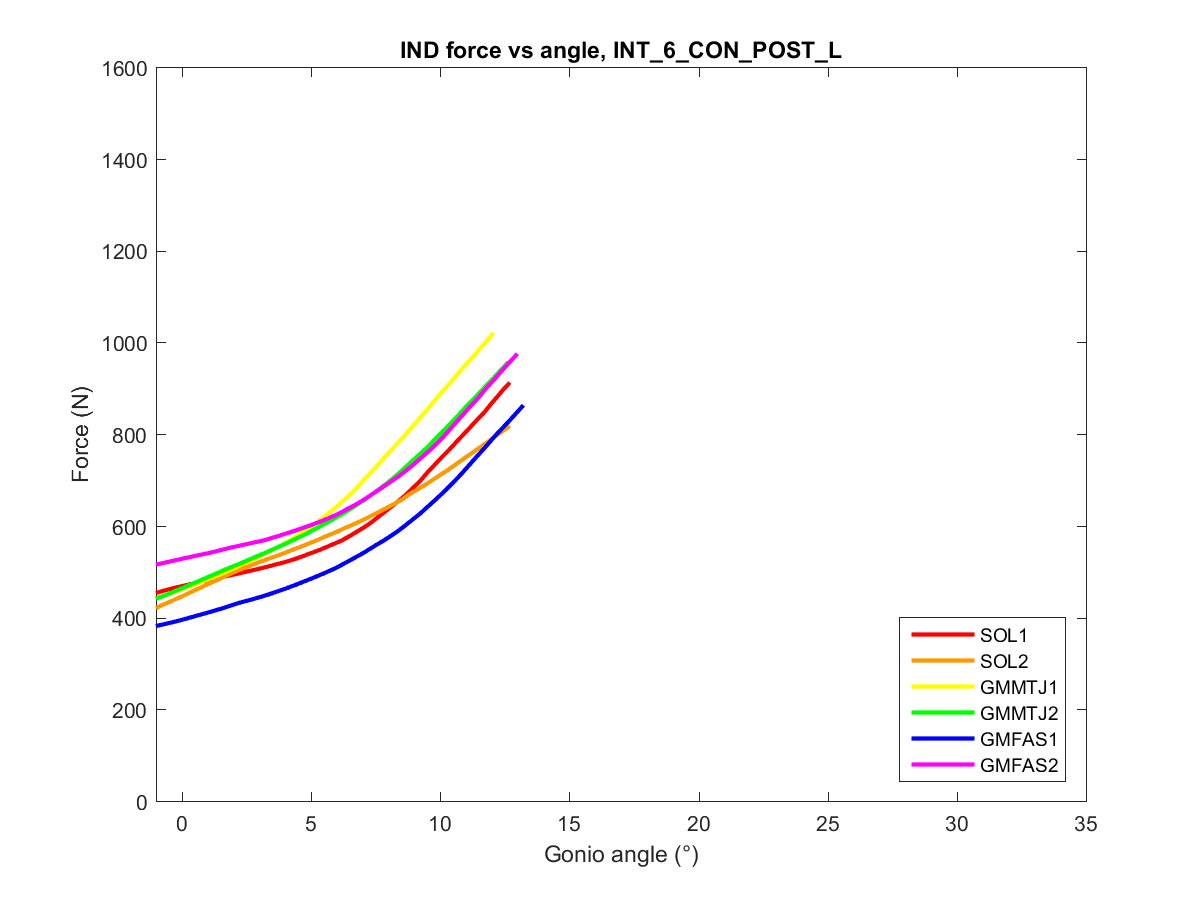 IND force vs angle, INT_6_CON_POST_L
1600
1400
1200
1000
800
600
400
200
0
Force (N)
0 5 10 15 20 25 30 35
Gonio angle (°)
SOL1
SOL2
GMMTJ1
GMMTJ2
GMFAS1
GMFAS2